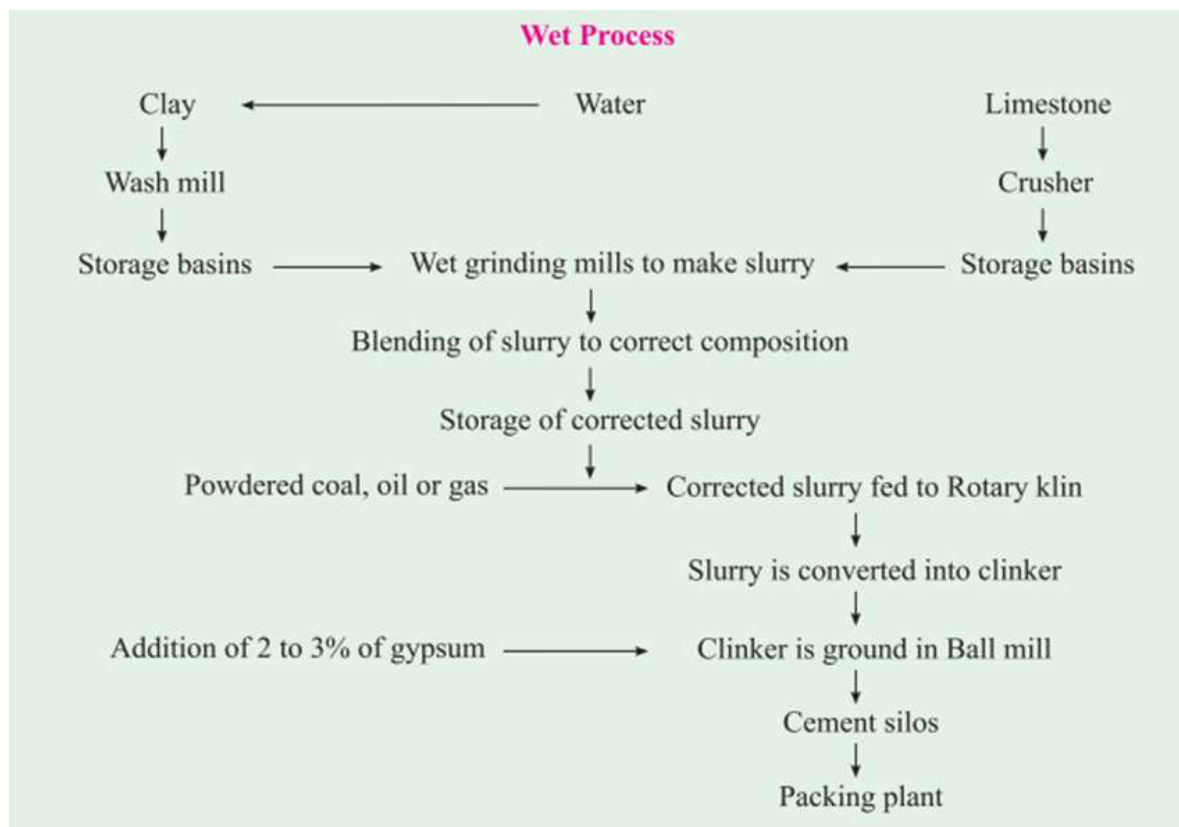 Wet Process
Clay
Water
Limestone
Wash mill
Crusher
Storage basins
Wet grinding mills to make slurry
Storage basins
Blending of slurry to correct composition
Storage of corrected slurry
Powdered coal, oil or gas
Corrected slurry fed to Rotary klin
Slurry is converted into clinker
Addition of 2 to 3% of gypsum
Clinker is ground in Ball mill
Cement silos
Packing plant